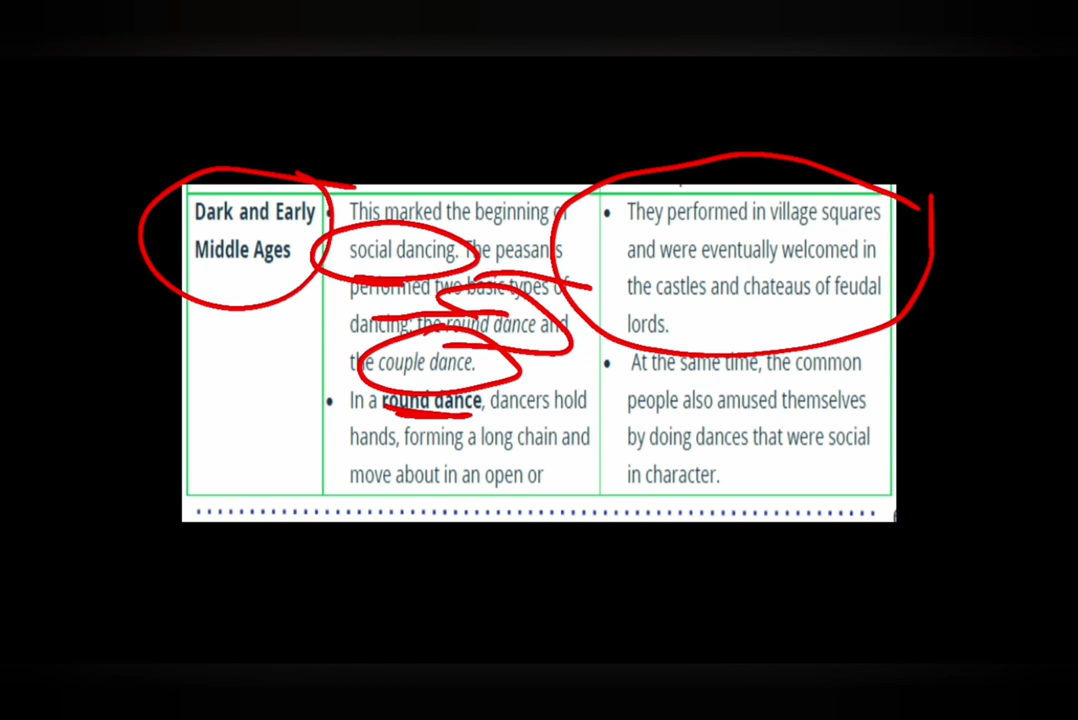 Dark and Early
Middle Ages
• This marked the beginning of
social dancing. The peasants
performed two basic types of
dancing; the round dance and
the couple dance.
• In a round dance, dancers hold
hands, forming a long chain and
move about in an open or
• They performed in village squares
and were eventually welcomed in
the castles and chateaus of feudal
lords.
• At the same time, the common
people also amused themselves
by doing dances that were social
in character.